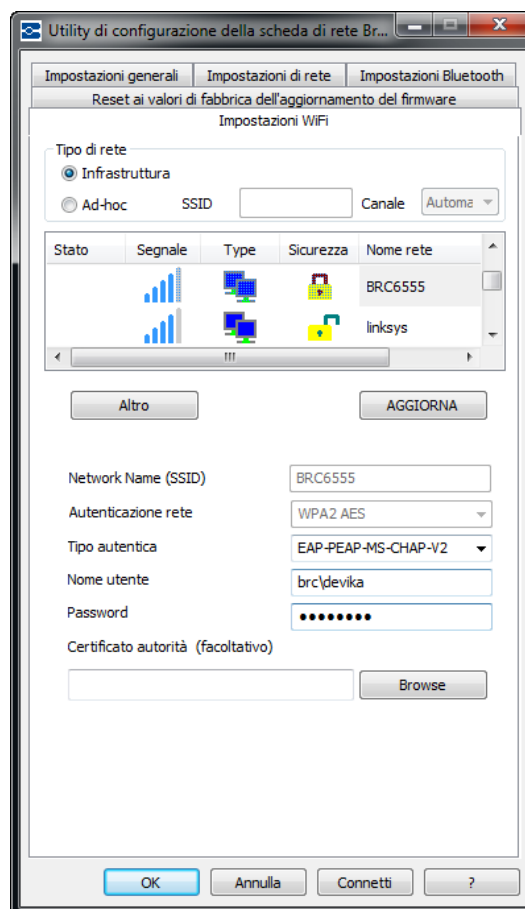 Utility di configurazione della scheda di rete Br...
Impostazioni generali Impostazioni di rete Impostazioni Bluetooth
Reset ai valori di fabbrica dell'aggiornamento del firmware
Impostazioni WiFi
Tipo di rete
Infrastruttura
Ad-hoc SSID Canale Automa
Stato Segnale Type Sicurezza Nome rete
BRC6555
linksys
Altro AGGIORNA
Network Name (SSID) BRC6555
Autenticazione rete WPA2 AES
Tipo autentica EAP-PEAP-MS-CHAP-V2
Nome utente brc\devika
Password ●●●●●●●●
Certificato autorità (facoltativo)
Browse
OK Annulla Connetti ?